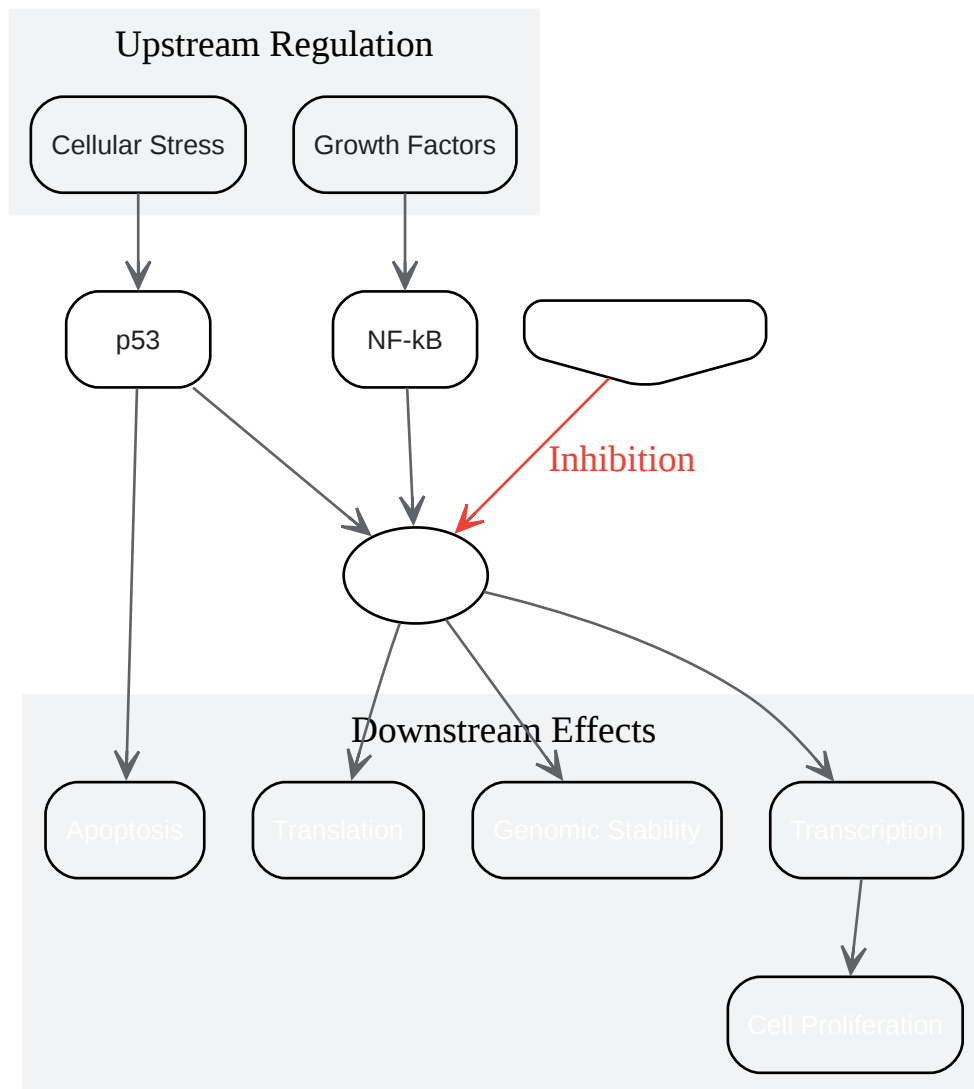 Upstream Regulation
Cellular Stress
Growth Factors
p53
NF-kB
Inhibition
Downstream Effects
Apoptosis
Translation
Genomic Stability
Transcription
Cell Proliferation